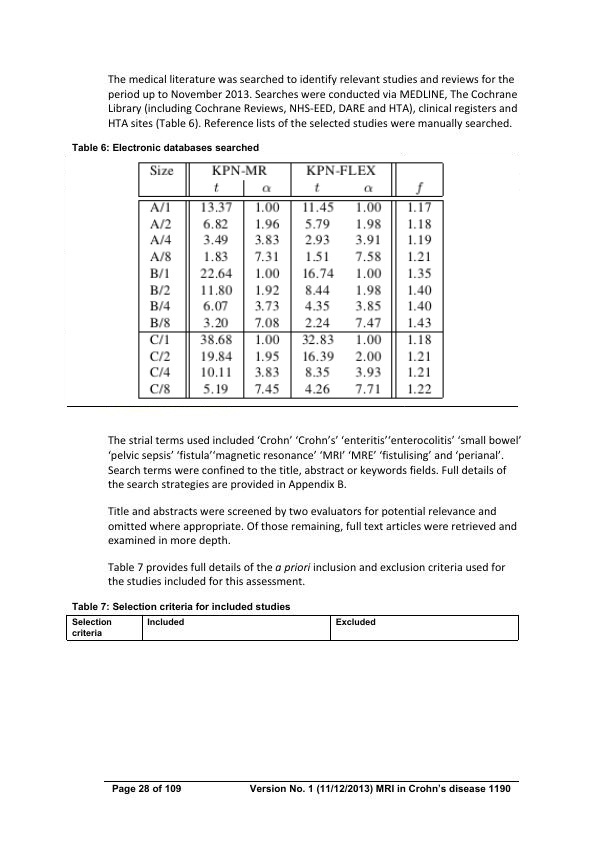 The medical literature was searched to identify relevant studies and reviews for the
period up to November 2013. Searches were conducted via MEDLINE, The Cochrane
Library (including Cochrane Reviews, NHS-EED, DARE and HTA), clinical registers and
HTA sites (Table 6). Reference lists of the selected studies were manually searched.
Table 6: Electronic databases searched
Size KPN-MR KPN-FLEX
t α t α f
A/1 13.37 1.00 11.45 1.00 1.17
A/2 6.82 1.96 5.79 1.98 1.18
A/4 3.49 3.83 2.93 3.91 1.19
A/8 1.83 7.31 1.51 7.58 1.21
B/1 22.64 1.00 16.74 1.00 1.35
B/2 11.80 1.92 8.44 1.98 1.40
B/4 6.07 3.73 4.35 3.85 1.40
B/8 3.20 7.08 2.24 7.47 1.43
C/1 38.68 1.00 32.83 1.00 1.18
C/2 19.84 1.95 16.39 2.00 1.21
C/4 10.11 3.83 8.35 3.93 1.21
C/8 5.19 7.45 4.26 7.71 1.22
The strial terms used included ‘Crohn’ ‘Crohn’s’ ‘enteritis’‘enterocolitis’ ‘small bowel’
‘pelvic sepsis’ ‘fistula’‘magnetic resonance’ ‘MRI’ ‘MRE’ ‘fistulising’ and ‘perianal’.
Search terms were confined to the title, abstract or keywords fields. Full details of
the search strategies are provided in Appendix B.
Title and abstracts were screened by two evaluators for potential relevance and
omitted where appropriate. Of those remaining, full text articles were retrieved and
examined in more depth.
Table 7 provides full details of the a priori inclusion and exclusion criteria used for
the studies included for this assessment.
Table 7: Selection criteria for included studies
Selection Included Excluded
criteria
Page 28 of 109 Version No. 1 (11/12/2013) MRI in Crohn’s disease 1190